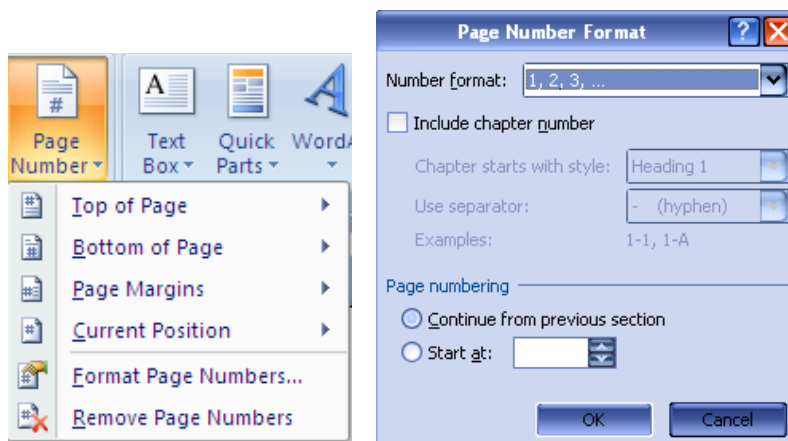 Page Number
Text Box
Quick Parts
WordA
Top of Page
Bottom of Page
Page Margins
Current Position
Format Page Numbers...
Remove Page Numbers
Page Number Format
Number format: 1, 2, 3, ...
Include chapter number
Chapter starts with style: Heading 1
Use separator: - (hyphen)
Examples: 1-1, 1-A
Page numbering
Continue from previous section
Start at:
OK Cancel